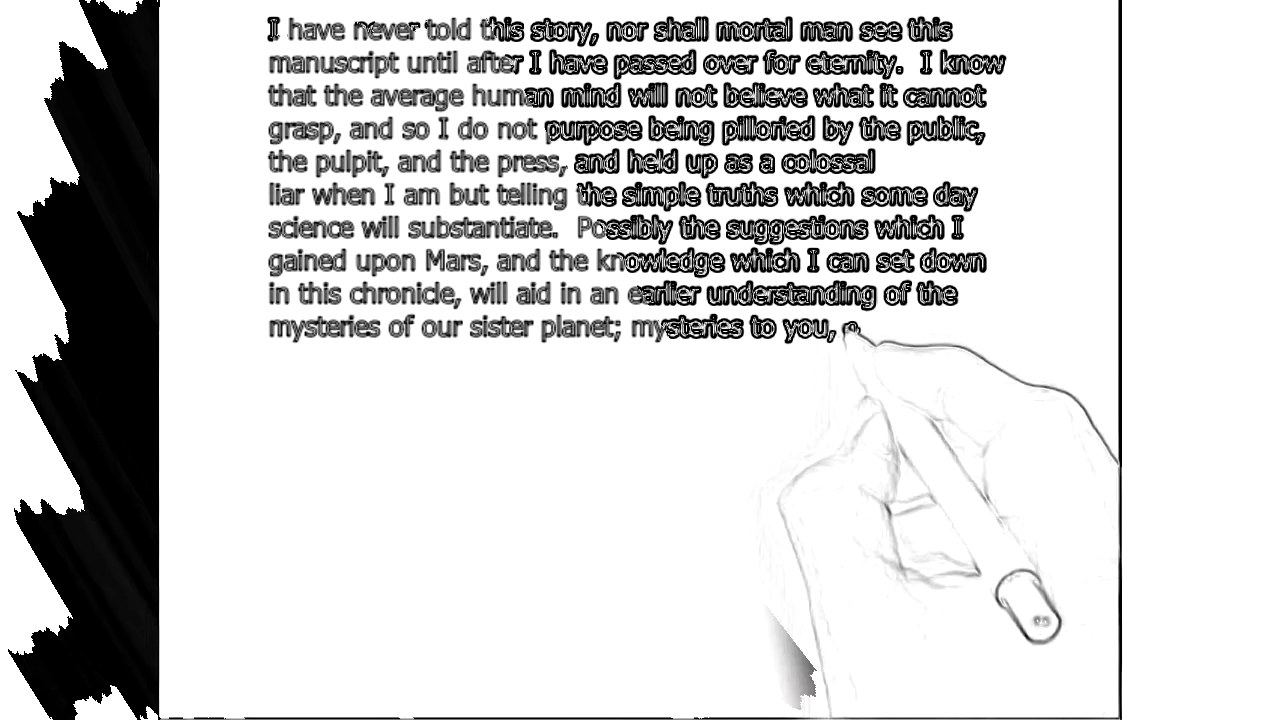 I have never told this story, nor shall mortal man see this
manuscript until after I have passed over for eternity.  I know
that the average human mind will not believe what it cannot
grasp, and so I do not purpose being pilloried by the public,
the pulpit, and the press, and held up as a colossal
liar when I am but telling the simple truths which some day
science will substantiate.  Possibly the suggestions which I
gained upon Mars, and the knowledge which I can set down
in this chronicle, will aid in an earlier understanding of the
mysteries of our sister planet; mysteries to you,